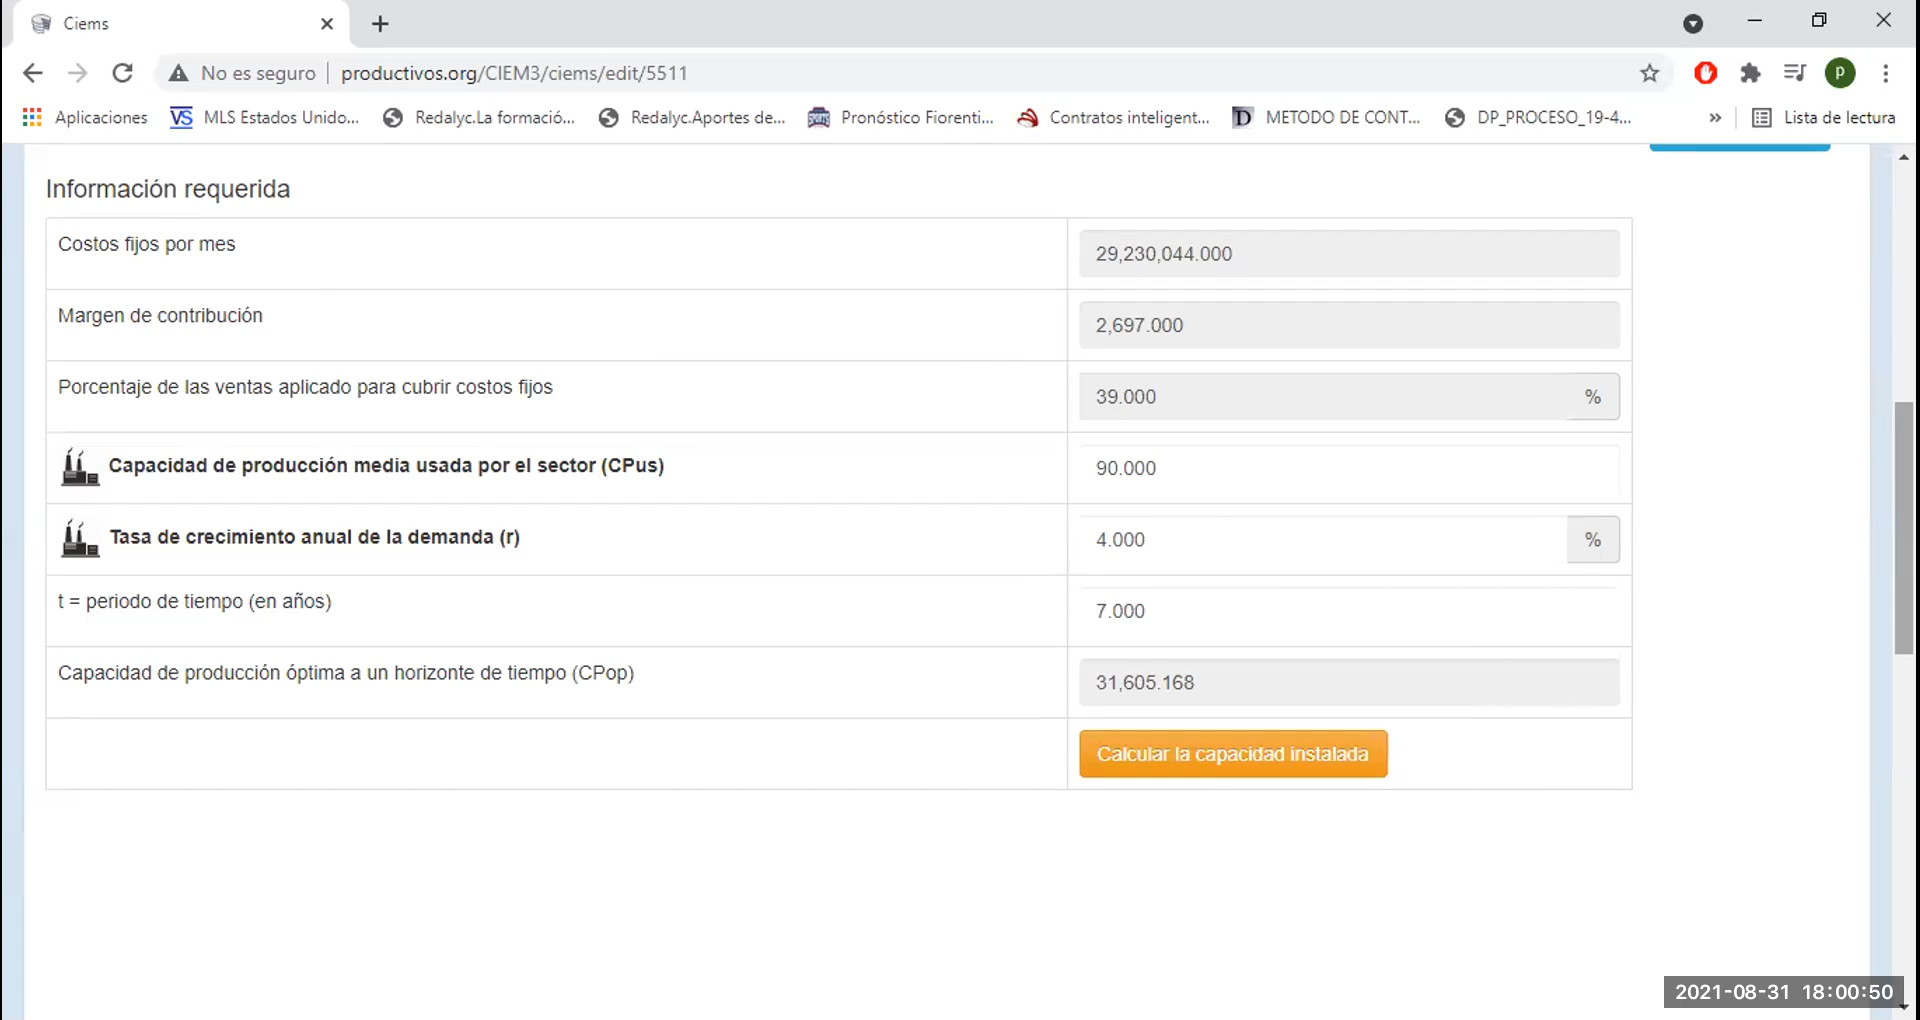 Ciems
No es seguro | productivos.org/CIEM3/ciems/edit/5511
P
Aplicaciones VS MLS Estados Unido... Redalyc.La formació... Redalyc.Aportes de... Pronóstico Fiorenti... Contratos inteligent... D METODO DE CONT... DP_PROCESO_19-4... » Lista de lectura
Información requerida
Costos fijos por mes 29,230,044.000
Margen de contribución 2,697.000
Porcentaje de las ventas aplicado para cubrir costos fijos 39.000 %
Capacidad de producción media usada por el sector (CPus) 90.000
Tasa de crecimiento anual de la demanda (r) 4.000 %
t = periodo de tiempo (en años) 7.000
Capacidad de producción óptima a un horizonte de tiempo (CPop) 31,605.168
Calcular la capacidad instalada
2021-08-31 18:00:50